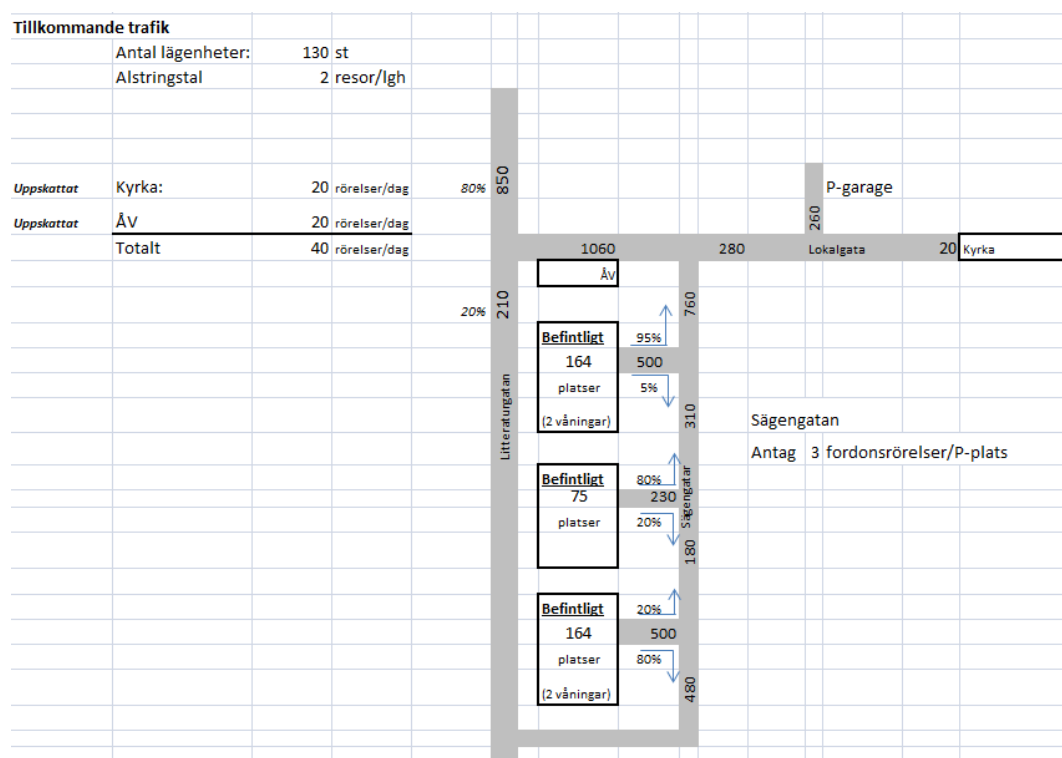 Tillkommande trafik
Antal lägenheter: 130 st
Alstringstal 2 resor/lgh
Uppskattat Kyrka: 20 rörelser/dag 80% 850
P-garage
260
Uppskattat ÅV 20 rörelser/dag
Totalt 40 rörelser/dag
1060 280 Lokalgata 20 Kyrka
ÅV
20% 210
760
Befintligt 95%
164 500
platser 5%
(2 våningar)
310
Litteraturgatan
Sägengatan
Antag 3 fordonsrörelser/P-plats
Befintligt 80%
75 230
platser 20%
Sägengatar
180
Befintligt 20%
164 500
platser 80%
(2 våningar)
480